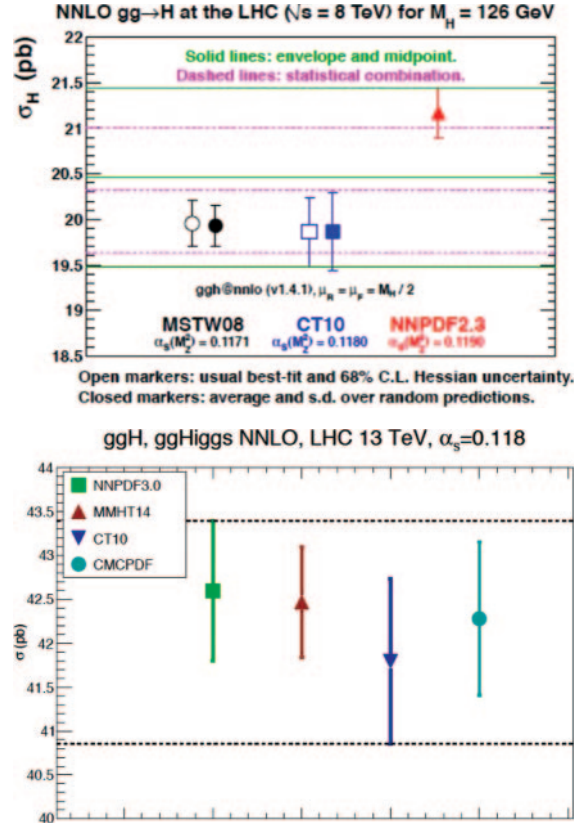 NNLO gg→H at the LHC (√s = 8 TeV) for M_H = 126 GeV
σ_H (pb)
22
21.5
21
20.5
20
19.5
19
18.5
Solid lines: envelope and midpoint.
Dashed lines: statistical combination.
ggh@nnlo (v1.4.1), μ_R = μ_F = M_H / 2
MSTW08 CT10 NNPDF2.3
α_s(M_Z^2) = 0.1171 α_s(M_Z^2) = 0.1180 α_s(M_Z^2) = 0.1190
Open markers: usual best-fit and 68% C.L. Hessian uncertainty.
Closed markers: average and s.d. over random predictions.
ggH, ggHiggs NNLO, LHC 13 TeV, α_s=0.118
σ (pb)
44
43.5
43
42.5
42
41.5
41
40.5
40
NNPDF3.0
MMHT14
CT10
CMCPDF